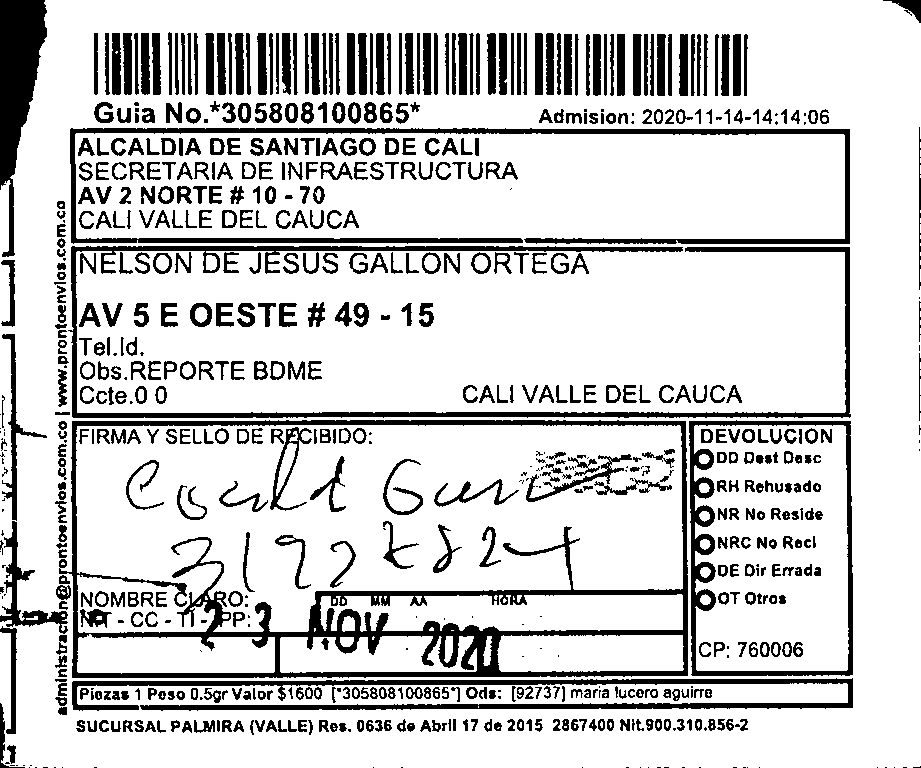 Guia No.*305808100865*
Admision: 2020-11-14-14:14:06
ALCALDIA DE SANTIAGO DE CALI
SECRETARIA DE INFRAESTRUCTURA
AV 2 NORTE # 10 - 70
CALI VALLE DEL CAUCA
NELSON DE JESUS GALLON ORTEGA
AV 5 E OESTE # 49 - 15
Tel.Id.
Obs.REPORTE BDME
Ccte.0 0
CALI VALLE DEL CAUCA
administracion@prontoenvios.com.co | www.prontoenvios.com.co
FIRMA Y SELLO DE RECIBIDO:
NOMBRE CLARO:
NIT - CC - TI - PP:
DD MM AA HORA
23 NOV 2020
DEVOLUCION
DD Dest Desc
RH Rehusado
NR No Reside
NRC No Recl
DE Dir Errada
OT Otros
CP: 760006
Piezas 1 Peso 0.5gr Valor $1600 [*305808100865*] Ods: [92737] maria lucero aguirre
SUCURSAL PALMIRA (VALLE) Res. 0636 de Abril 17 de 2015 2867400 Nit.900.310.856-2